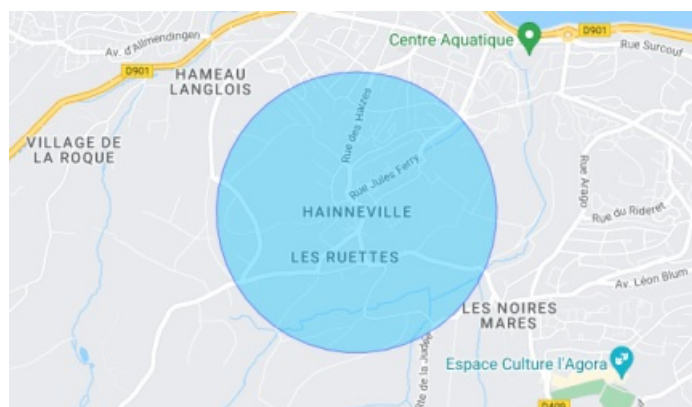 Centre Aquatique
Rue Surcouf
Av. d'Allmendingen
D901
D901
HAMEAU
LANGLOIS
Rue des Haizes
VILLAGE DE
LA ROQUE
Rue Jules Ferry
Rue Arago
HAINNEVILLE
Rue du Rideret
LES RUETTES
Av. Léon Blum
LES NOIRES
MARES
Espace Culture l'Agora